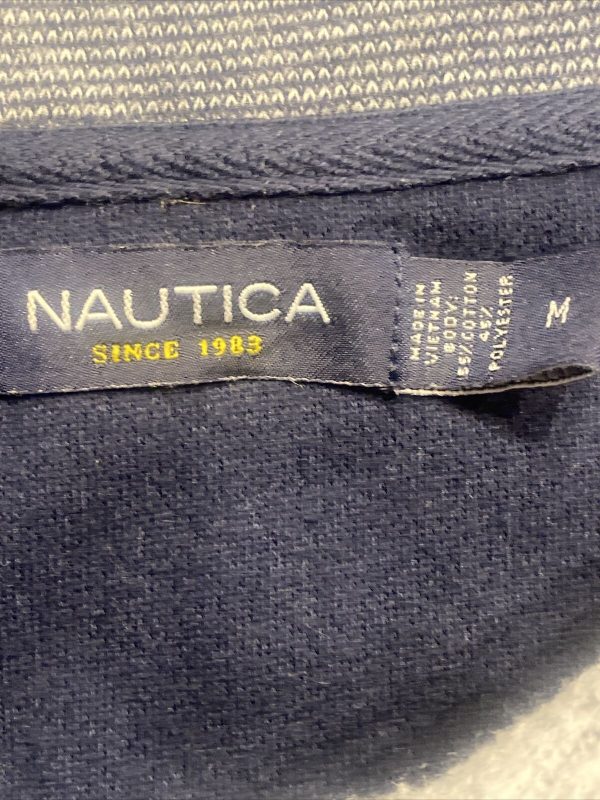 NAUTICA
SINCE 1983
MADE IN
VIETNAM
BODY:
55%COTTON
45%
POLYESTER
M